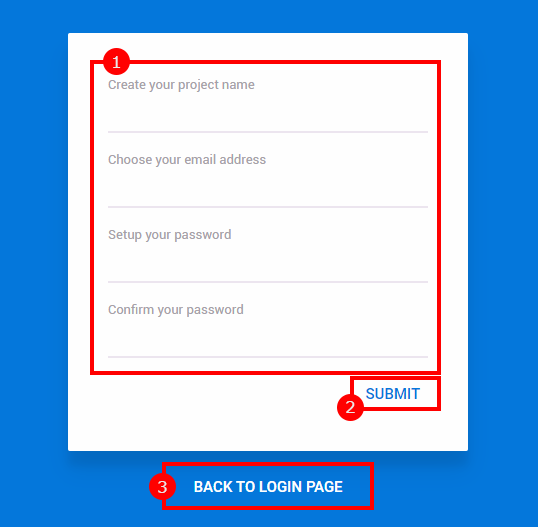 1
Create your project name
Choose your email address
Setup your password
Confirm your password
SUBMIT
2
3 BACK TO LOGIN PAGE